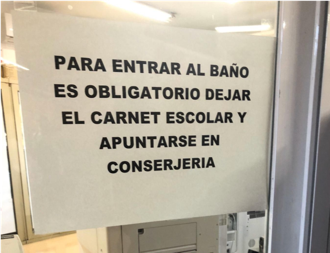 PARA ENTRAR AL BAÑO
ES OBLIGATORIO DEJAR
EL CARNET ESCOLAR Y
APUNTARSE EN
CONSERJERIA